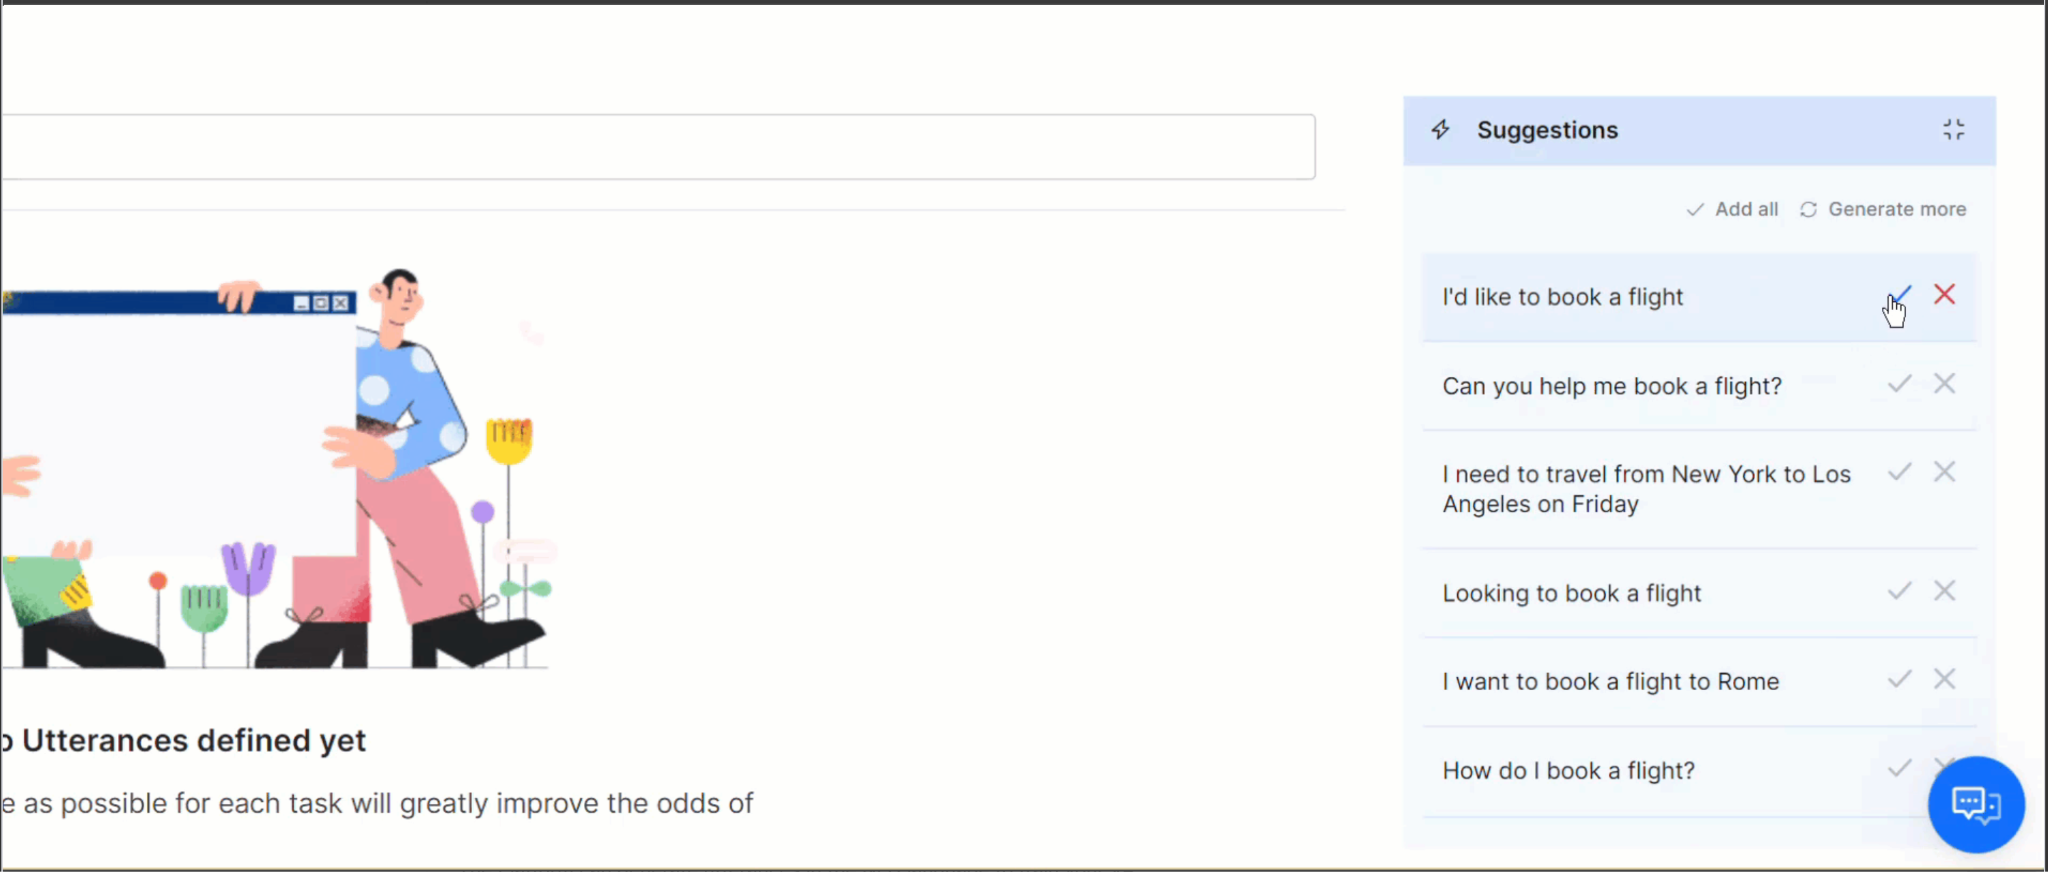 Suggestions
Add all Generate more
I'd like to book a flight
Can you help me book a flight?
I need to travel from New York to Los
Angeles on Friday
Looking to book a flight
I want to book a flight to Rome
How do I book a flight?
Utterances defined yet
as possible for each task will greatly improve the odds of